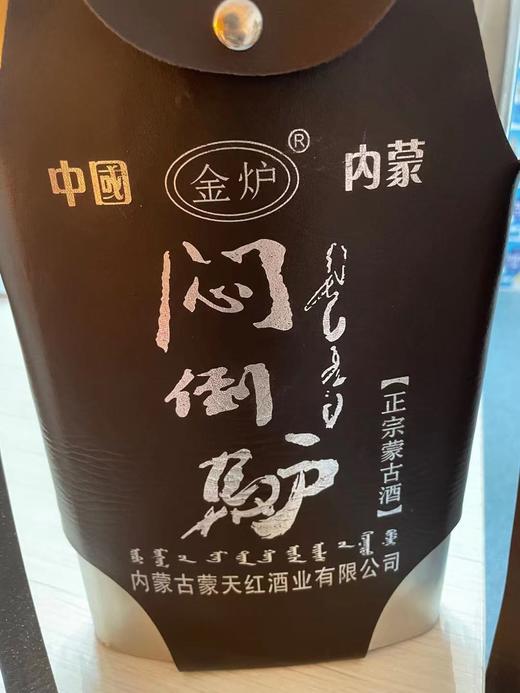 中國 金炉® 内蒙
闷倒驴
【正宗蒙古酒】
内蒙古蒙天红酒业有限公司